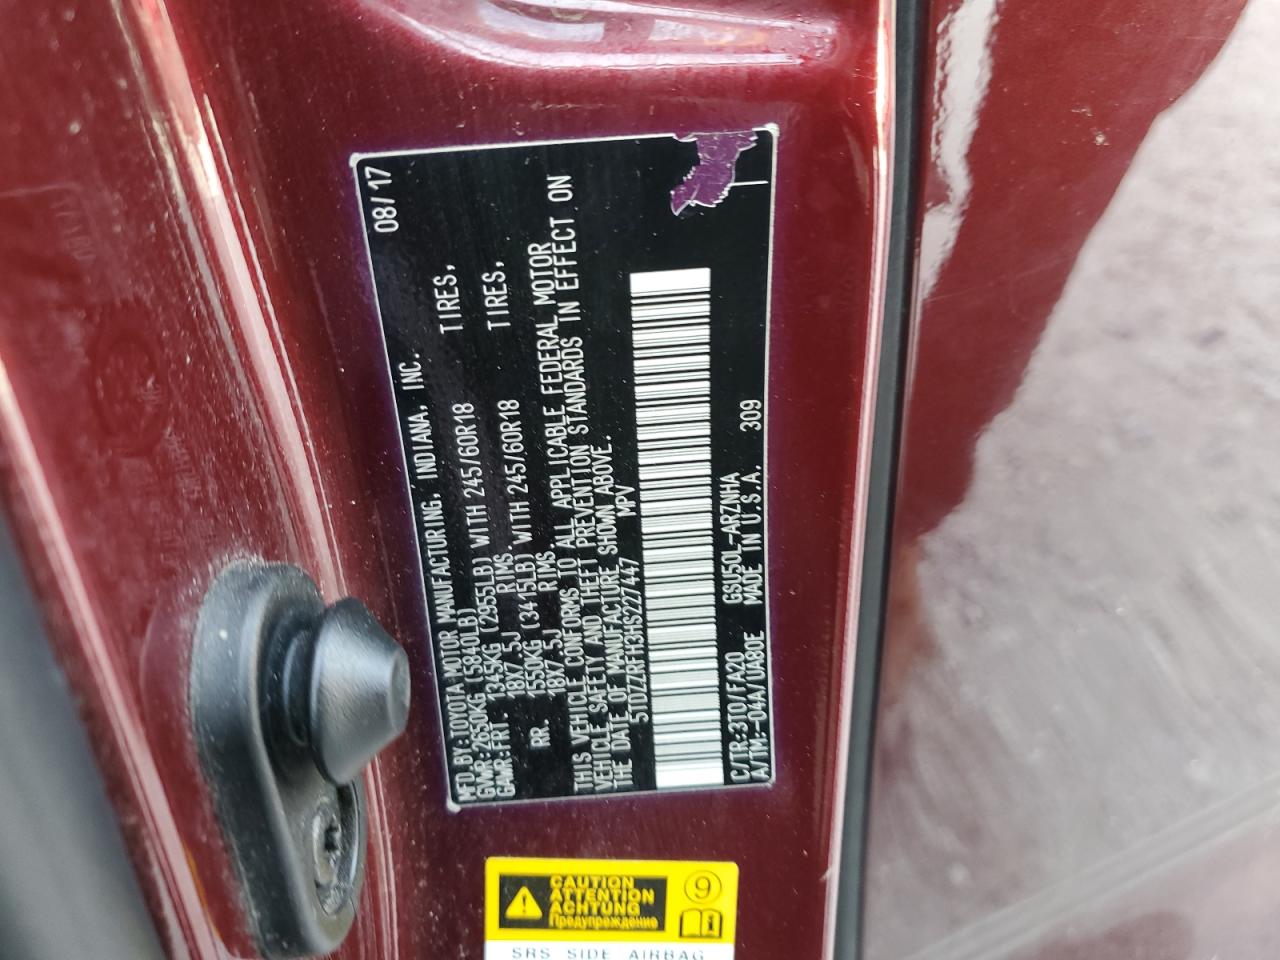 MFD.BY:TOYOTA MOTOR MANUFACTURING, INDIANA, INC. 08/17
GVWR:2650KG (5840LB)
GAWR:FRT. 1345KG (2955LB) WITH 245/60R18 TIRES,
18X7.5J RIMS.
RR. 1550KG (3415LB) WITH 245/60R18 TIRES,
18X7.5J RIMS.
THIS VEHICLE CONFORMS TO ALL APPLICABLE FEDERAL MOTOR
VEHICLE SAFETY AND THEFT PREVENTION STANDARDS IN EFFECT ON
THE DATE OF MANUFACTURE SHOWN ABOVE.
5TDZZRFH3HS227447 MPV
C/TR:3T0/FA20 GSU50L-ARZNHA
A/TM:-04A/UA80E MADE IN U.S.A. 309
CAUTION
ATTENTION
ACHTUNG
Предупреждение
9
SRS SIDE AIRBAG